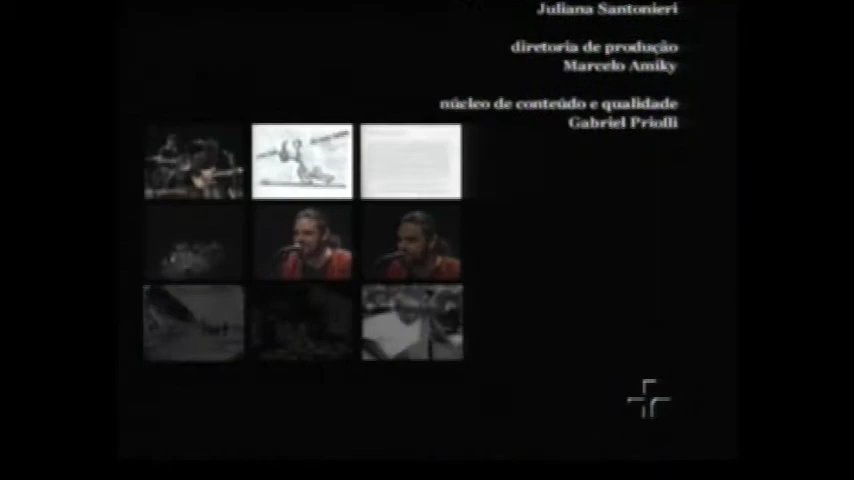 Juliana Santonieri
diretoria de produção
Marcelo Amiky
núcleo de conteúdo e qualidade
Gabriel Priolli